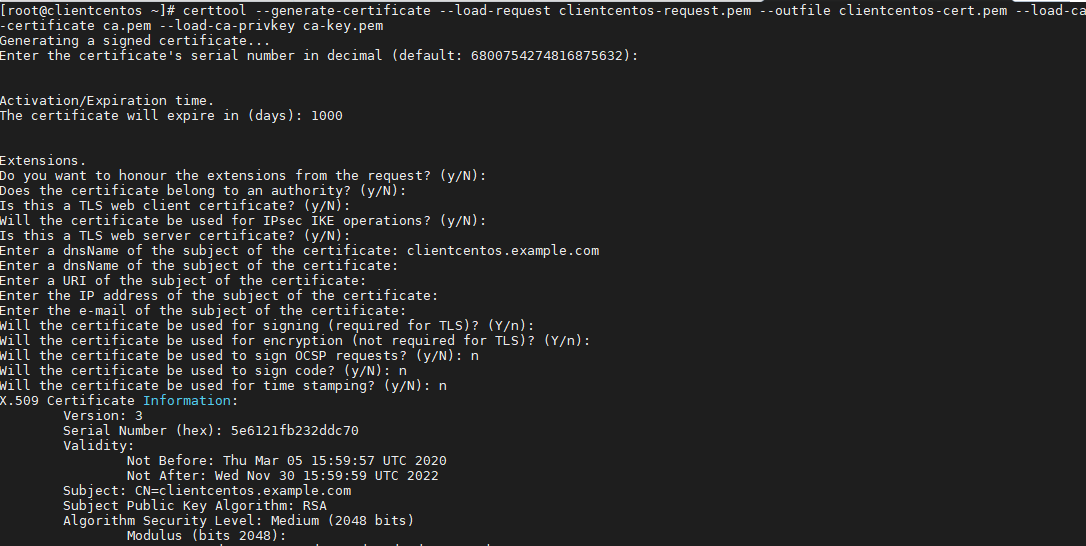 [root@clientcentos ~]# certtool --generate-certificate --load-request clientcentos-request.pem --outfile clientcentos-cert.pem --load-ca
-certificate ca.pem --load-ca-privkey ca-key.pem
Generating a signed certificate...
Enter the certificate's serial number in decimal (default: 6800754274816875632):
Activation/Expiration time.
The certificate will expire in (days): 1000
Extensions.
Do you want to honour the extensions from the request? (y/N):
Does the certificate belong to an authority? (y/N):
Is this a TLS web client certificate? (y/N):
Will the certificate be used for IPsec IKE operations? (y/N):
Is this a TLS web server certificate? (y/N):
Enter a dnsName of the subject of the certificate: clientcentos.example.com
Enter a dnsName of the subject of the certificate:
Enter a URI of the subject of the certificate:
Enter the IP address of the subject of the certificate:
Enter the e-mail of the subject of the certificate:
Will the certificate be used for signing (required for TLS)? (Y/n):
Will the certificate be used for encryption (not required for TLS)? (Y/n):
Will the certificate be used to sign OCSP requests? (y/N): n
Will the certificate be used to sign code? (y/N): n
Will the certificate be used for time stamping? (y/N): n
X.509 Certificate Information:
Version: 3
Serial Number (hex): 5e6121fb232ddc70
Validity:
Not Before: Thu Mar 05 15:59:57 UTC 2020
Not After: Wed Nov 30 15:59:59 UTC 2022
Subject: CN=clientcentos.example.com
Subject Public Key Algorithm: RSA
Algorithm Security Level: Medium (2048 bits)
Modulus (bits 2048):